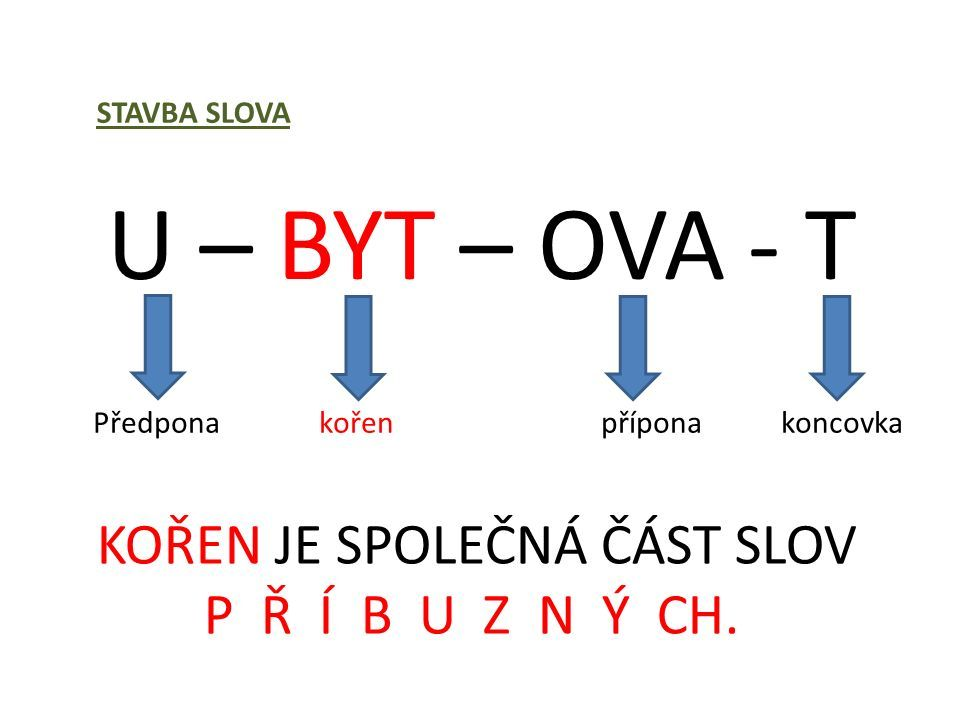 STAVBA SLOVA
U – BYT – OVA - T
Předpona kořen přípona koncovka
KOŘEN JE SPOLEČNÁ ČÁST SLOV
P Ř Í B U Z N Ý CH.